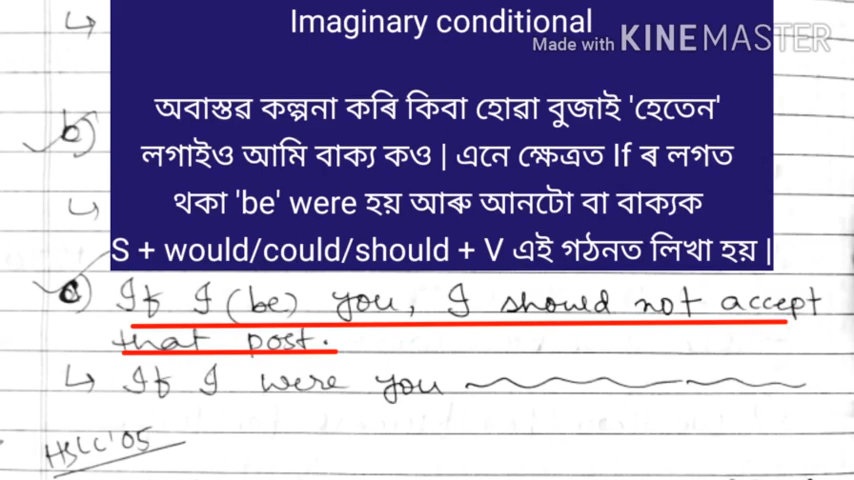 ↳
Imaginary conditional
Made with KINEMASTER
b)
অবাস্তৱ কল্পনা কৰি কিবা হোৱা বুজাই 'হেতেন'
লগাইও আমি বাক্য কওঁ | এনে ক্ষেত্ৰত If ৰ লগত
↳
থকা 'be' were হয় আৰু আনটো বা বাক্যক
S + would/could/should + V এই গঠনত লিখা হয় |
c) If I (be) you, I should not accept
that post.
↳ If I were you
HSLC'05